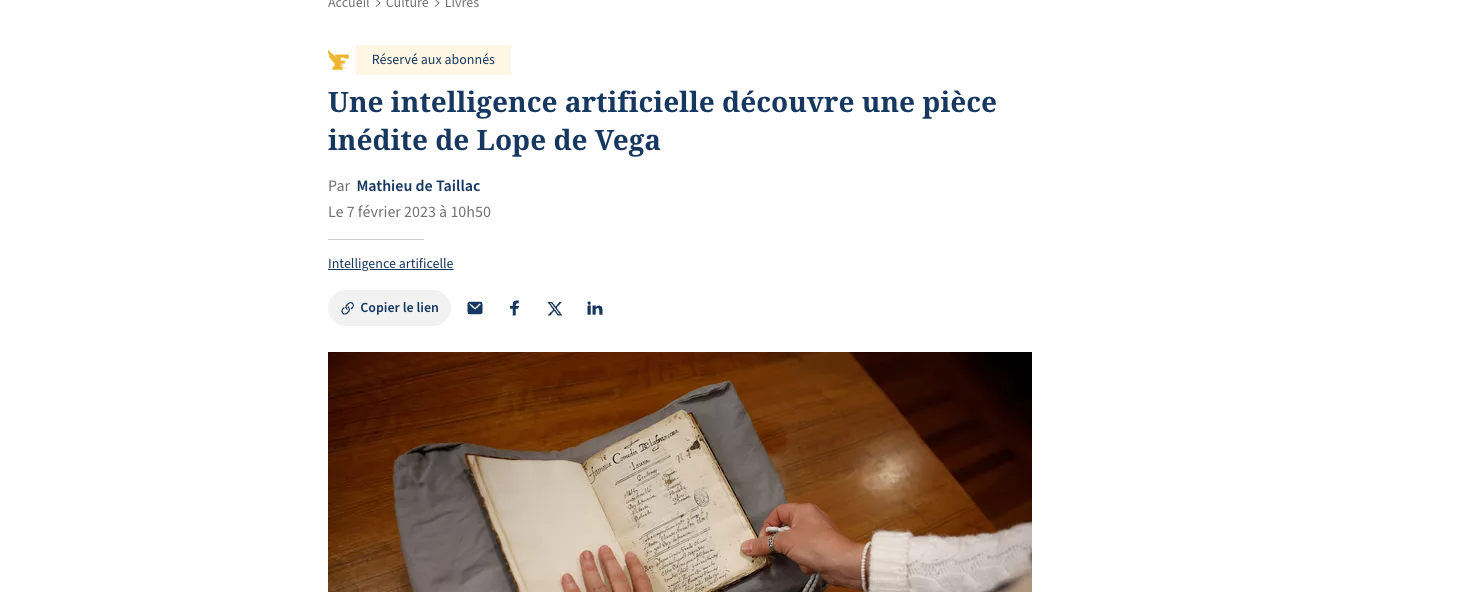 Accueil > Culture > Livres
Réservé aux abonnés
Une intelligence artificielle découvre une pièce
inédite de Lope de Vega
Par Mathieu de Taillac
Le 7 février 2023 à 10h50
Intelligence artificelle
Copier le lien